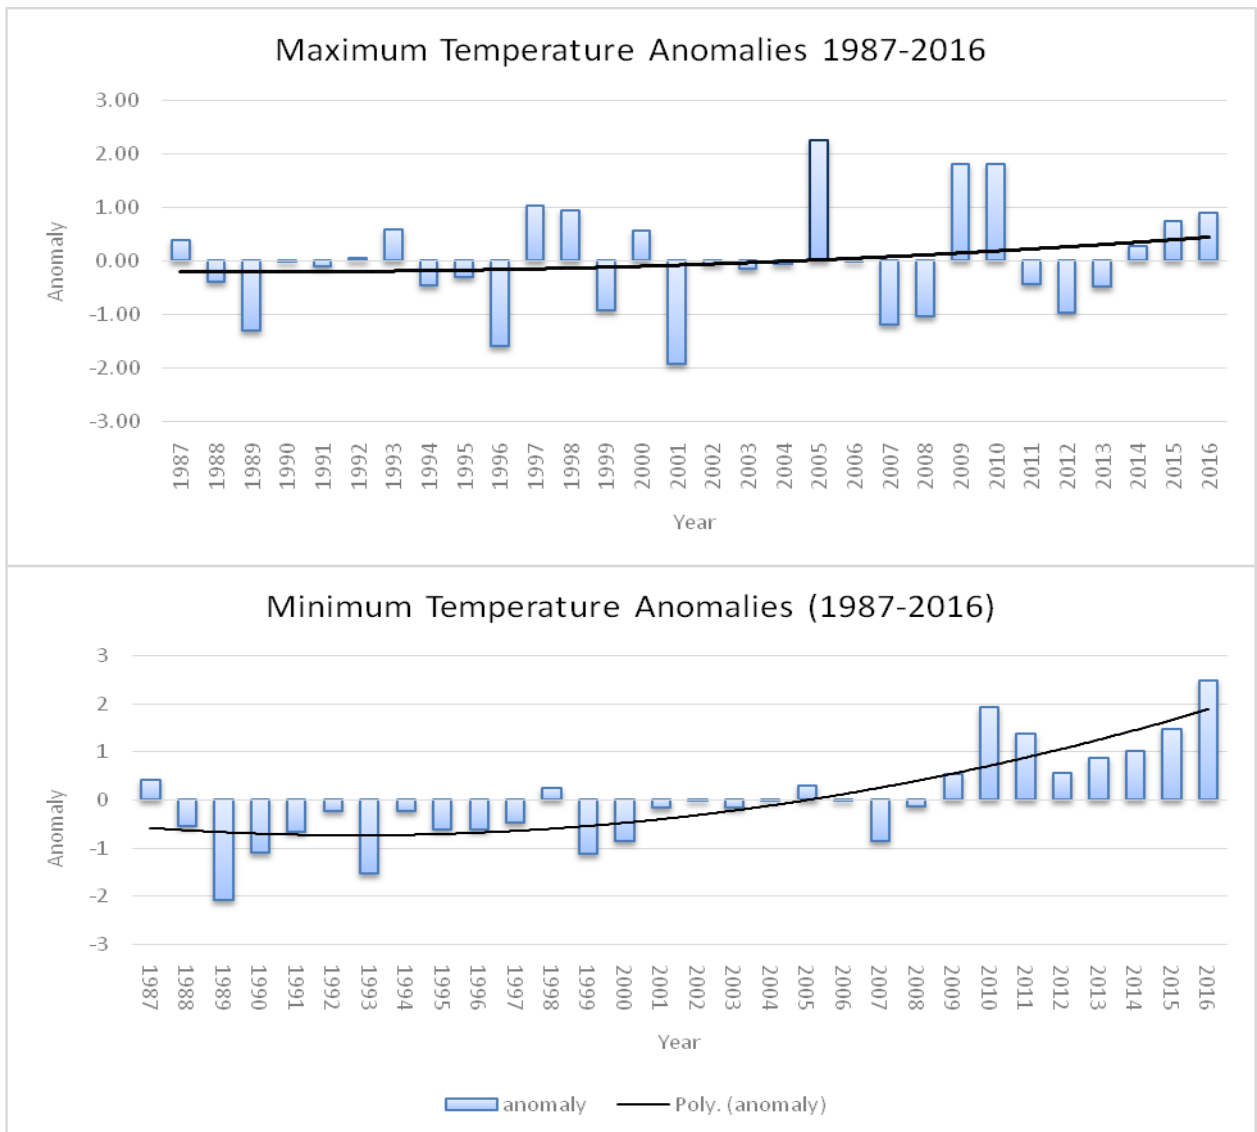 Maximum Temperature Anomalies 1987-2016
3.00
2.00
1.00
0.00
-1.00
-2.00
-3.00
Anomaly
1987 1988 1989 1990 1991 1992 1993 1994 1995 1996 1997 1998 1999 2000 2001 2002 2003 2004 2005 2006 2007 2008 2009 2010 2011 2012 2013 2014 2015 2016
Year
Minimum Temperature Anomalies (1987-2016)
3
2
1
0
-1
-2
-3
Anomaly
1987 1988 1989 1990 1991 1992 1993 1994 1995 1996 1997 1998 1999 2000 2001 2002 2003 2004 2005 2006 2007 2008 2009 2010 2011 2012 2013 2014 2015 2016
Year
anomaly Poly. (anomaly)